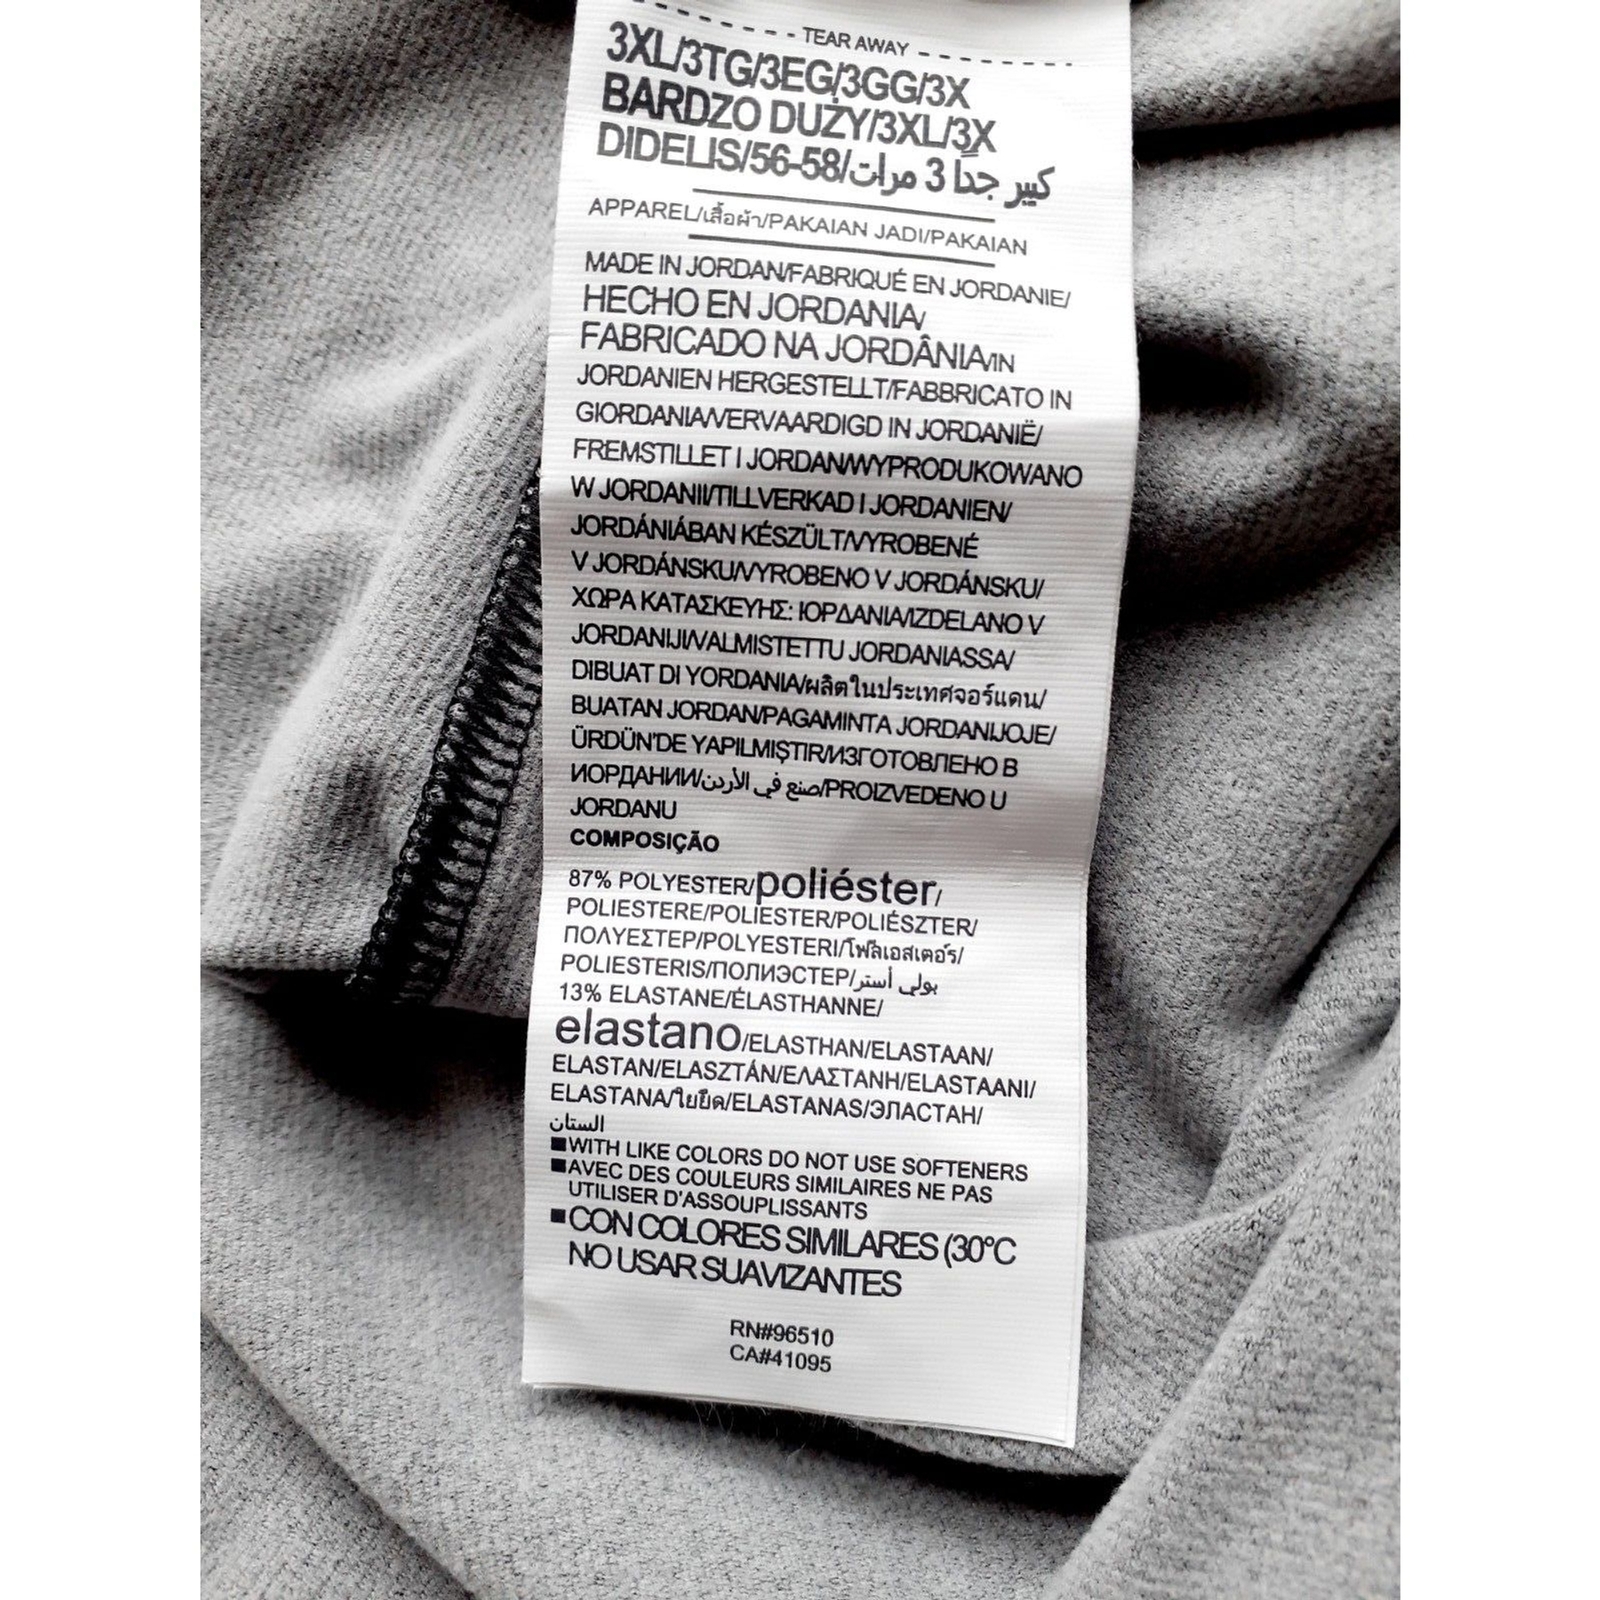 TEAR AWAY
3XL/3TG/3EG/3GG/3X
BARDZO DUŻY/3XL/3X
DIDELIS/56-58/كبير جدًا 3 مرات
APPAREL/เสื้อผ้า/PAKAIAN JADI/PAKAIAN
MADE IN JORDAN/FABRIQUÉ EN JORDANIE/
HECHO EN JORDANIA/
FABRICADO NA JORDÂNIA/IN
JORDANIEN HERGESTELLT/FABBRICATO IN
GIORDANIA/VERVAARDIGD IN JORDANIË/
FREMSTILLET I JORDAN/WYPRODUKOWANO
W JORDANII/TILLVERKAD I JORDANIEN/
JORDÁNIÁBAN KÉSZÜLT/VYROBENÉ
V JORDÁNSKU/VYROBENO V JORDÁNSKU/
ΧΩΡΑ ΚΑΤΑΣΚΕΥΗΣ: ΙΟΡΔΑΝΙΑ/IZDELANO V
JORDANIJI/VALMISTETTU JORDANIASSA/
DIBUAT DI YORDANIA/ผลิตในประเทศจอร์แดน/
BUATAN JORDAN/PAGAMINTA JORDANIJOJE/
ÜRDÜN'DE YAPILMIŞTIR/ИЗГОТОВЛЕНО В
ИОРДАНИИ/صنع في الأردن/PROIZVEDENO U
JORDANU
COMPOSIÇÃO
87% POLYESTER/poliéster/
POLIESTERE/POLIESTER/POLIÉSZTER/
ΠΟΛΥΕΣΤΕΡ/POLYESTERI/โพลีเอสเตอร์/
POLIESTERIS/ПОЛИЭСТЕР/بولي أستر
13% ELASTANE/ÉLASTHANNE/
elastano/ELASTHAN/ELASTAAN/
ELASTAN/ELASZTÁN/ΕΛΑΣΤΑΝΗ/ELASTAANI/
ELASTANA/ใยยืด/ELASTANAS/ЭЛАСТАН/
الستان
■WITH LIKE COLORS DO NOT USE SOFTENERS
■AVEC DES COULEURS SIMILAIRES NE PAS
UTILISER D'ASSOUPLISSANTS
■CON COLORES SIMILARES (30°C
NO USAR SUAVIZANTES
RN#96510
CA#41095